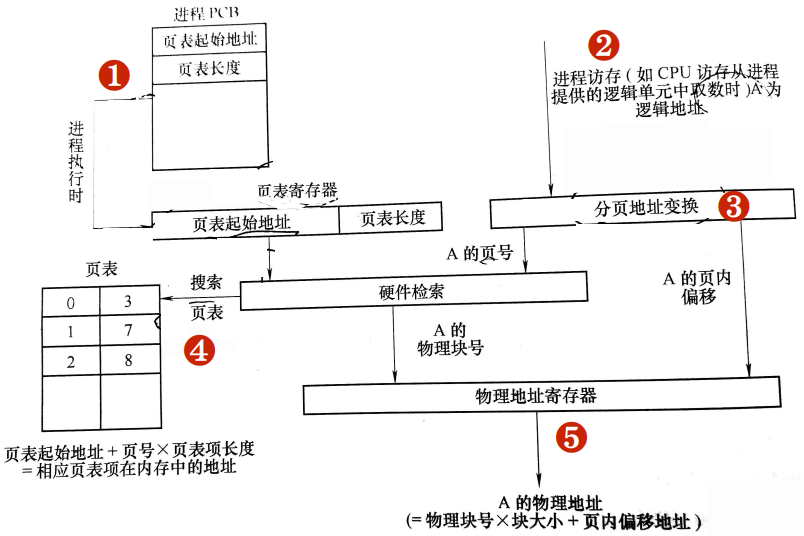 进程 PCB
页表起始地址
页表长度
1
进程执行时
页表寄存器
页表起始地址
页表长度
2
进程访存（如 CPU 访存从进程
提供的逻辑单元中取数时）A 为
逻辑地址
分页地址变换
3
A 的页号
A 的页内
偏移
页表
搜索
页表
硬件检索
0 3
1 7
2 8
4
A 的
物理块号
物理地址寄存器
页表起始地址＋页号×页表项长度
＝相应页表项在内存中的地址
5
A 的物理地址
(＝物理块号×块大小＋页内偏移地址)